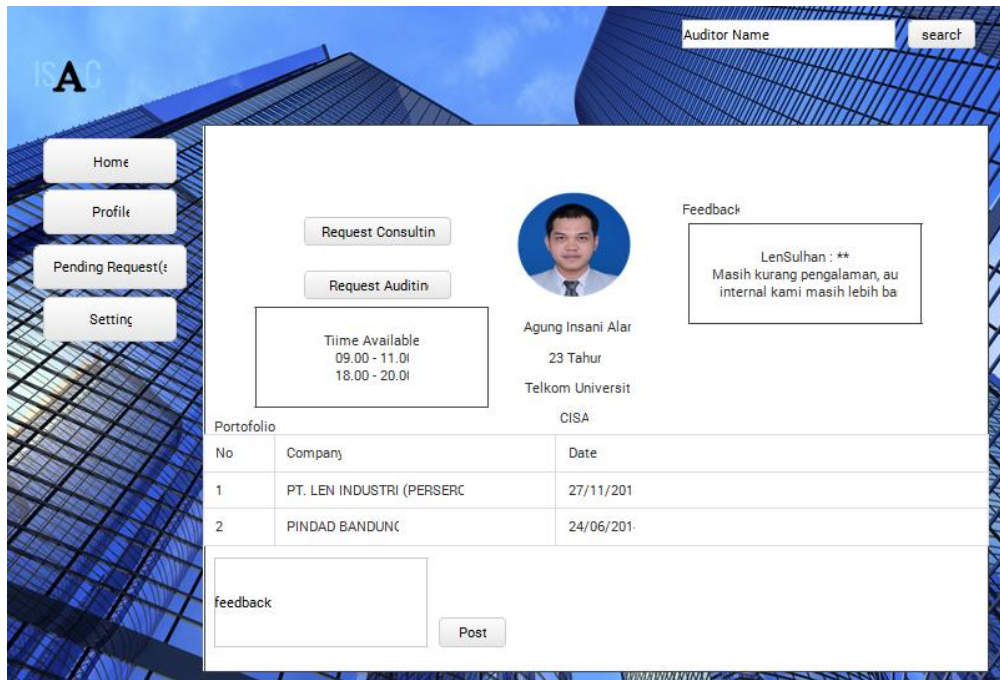 Auditor Name
search
ISAC
Home
Profile
Pending Request(s
Setting
Request Consultin
Request Auditin
Tiime Available
09.00 - 11.0
18.00 - 20.0
Agung Insani Alar
23 Tahur
Telkom Universit
CISA
Feedback
LenSulhan : **
Masih kurang pengalaman, au
internal kami masih lebih ba
Portofolio
No Company Date
1 PT. LEN INDUSTRI (PERSERO 27/11/201
2 PINDAD BANDUNG 24/06/201
feedback
Post